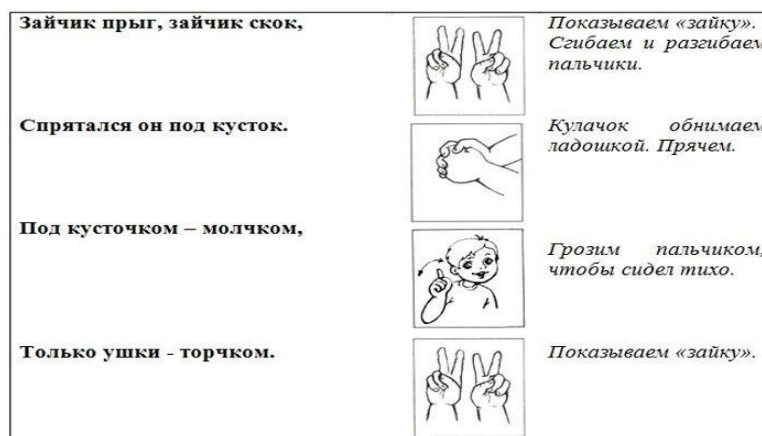 Зайчик прыг, зайчик скок,
Показываем «зайку».
Сгибаем и разгибаем
пальчики.
Спрятался он под кусток.
Кулачок обнимаем
ладошкой. Прячем.
Под кусточком – молчком,
Грозим пальчиком,
чтобы сидел тихо.
Только ушки - торчком.
Показываем «зайку».